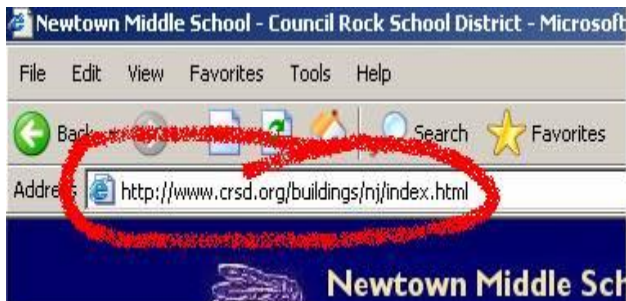 Newtown Middle School - Council Rock School District - Microsoft
File Edit View Favorites Tools Help
Back Search Favorites
Address http://www.crsd.org/buildings/nj/index.html
Newtown Middle Sch